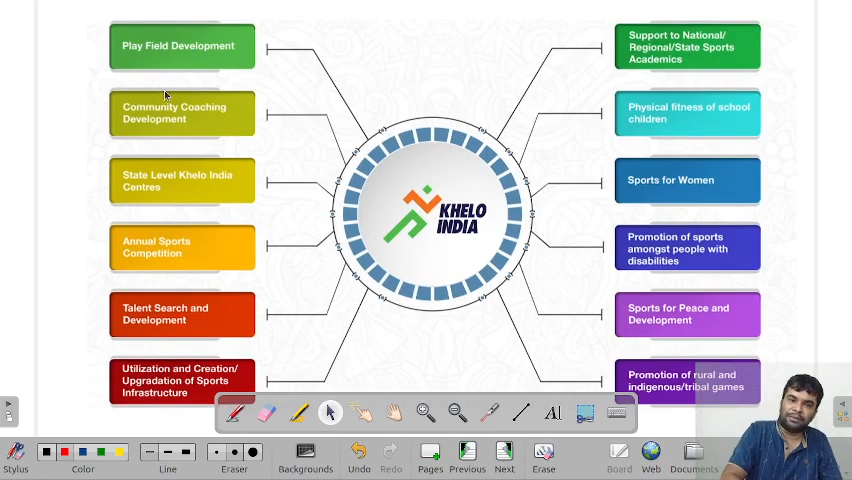 Play Field Development
Community Coaching
Development
State Level Khelo India
Centres
Annual Sports
Competition
Talent Search and
Development
Utilization and Creation/
Upgradation of Sports
Infrastructure
KHELO
INDIA
Support to National/
Regional/State Sports
Academics
Physical fitness of school
children
Sports for Women
Promotion of sports
amongst people with
disabilities
Sports for Peace and
Development
Promotion of rural and
indigenous/tribal games
Stylus
Color
Line
Eraser
Backgrounds
Undo
Redo
Pages
Previous
Next
Erase
Board
Web
Documents